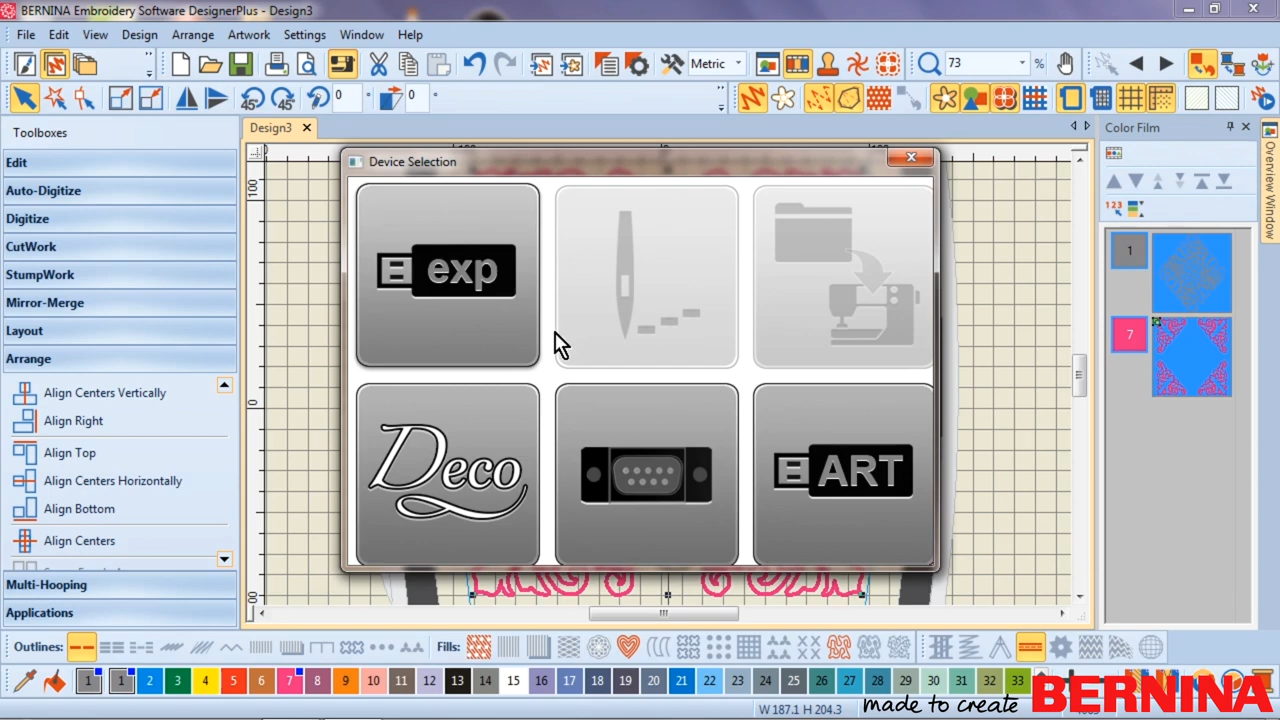 BERNINA Embroidery Software DesignerPlus - Design3
File Edit View Design Arrange Artwork Settings Window Help
Metric 73 %
45 45 0 ° 0 °
Toolboxes
Design3
Color Film
Edit
Auto-Digitize
Digitize
CutWork
StumpWork
Mirror-Merge
Layout
Arrange
Align Centers Vertically
Align Right
Align Top
Align Centers Horizontally
Align Bottom
Align Centers
Multi-Hooping
Applications
100
0
Device Selection
exp
Deco
ART
123
1
7
Overview Window
Outlines: Fills:
1 1 2 3 4 5 6 7 8 9 10 11 12 13 14 15 16 17 18 19 20 21 22 23 24 25 26 27 28 29 30 31 32 33
W 187.1 H 204.3
made to create BERNINA